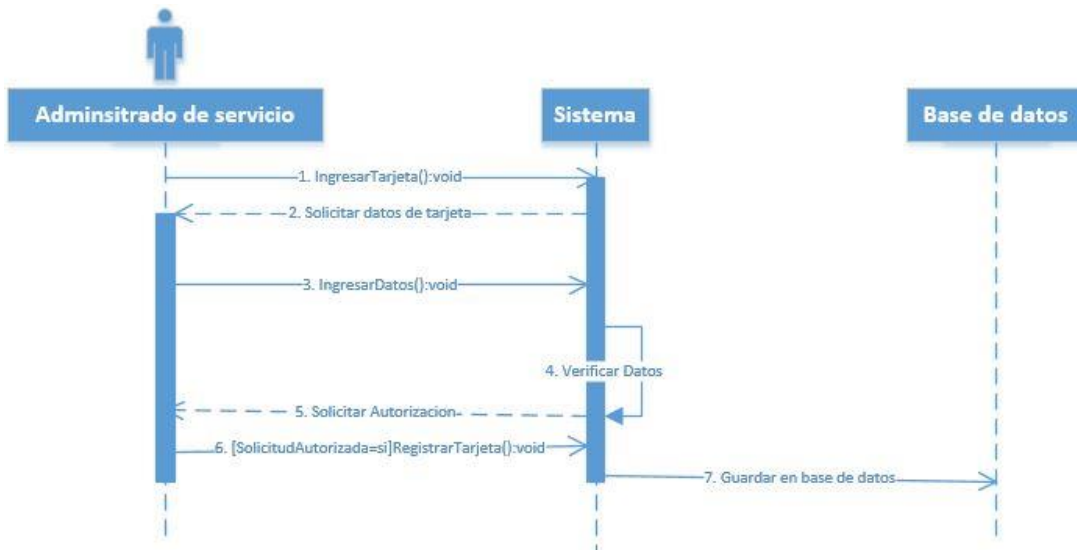 Adminsitrado de servicio
Sistema
Base de datos
1. IngresarTarjeta():void
2. Solicitar datos de tarjeta
3. IngresarDatos():void
4. Verificar Datos
5. Solicitar Autorizacion
6. [SolicitudAutorizada=si]RegistrarTarjeta():void
7. Guardar en base de datos